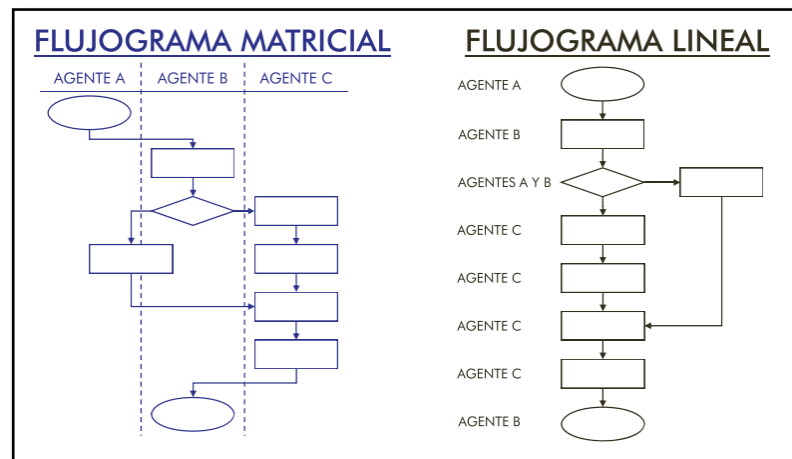 FLUJOGRAMA MATRICIAL
AGENTE A AGENTE B AGENTE C
FLUJOGRAMA LINEAL
AGENTE A
AGENTE B
AGENTES A Y B
AGENTE C
AGENTE C
AGENTE C
AGENTE C
AGENTE B